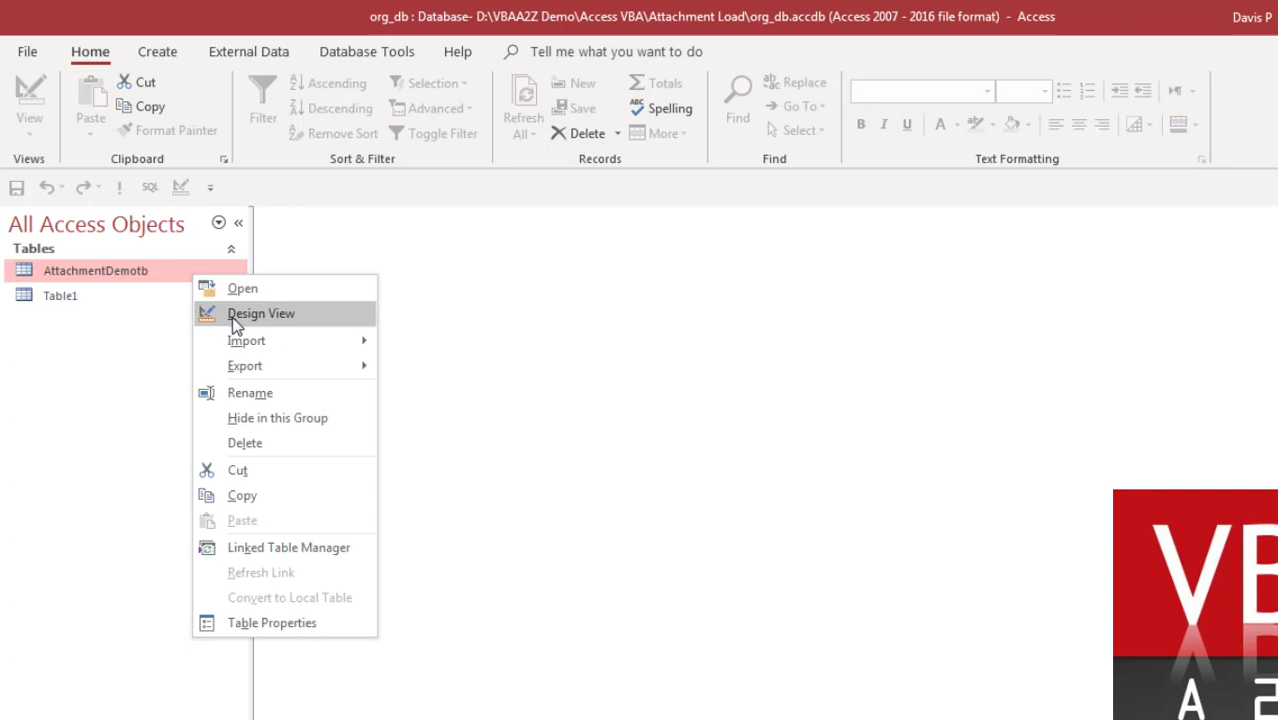 org_db : Database- D:\VBAA2Z Demo\Access VBA\Attachment Load\org_db.accdb (Access 2007 - 2016 file format) - Access
Davis P
File Home Create External Data Database Tools Help Tell me what you want to do
View
Views
Paste
Cut
Copy
Format Painter
Clipboard
Filter
Ascending
Descending
Remove Sort
Selection
Advanced
Toggle Filter
Sort & Filter
Refresh
All
New
Save
Delete
Totals
Spelling
More
Records
Find
Replace
Go To
Select
Find
B I U A
Text Formatting
SQL
All Access Objects
Tables
AttachmentDemotb
Table1
Open
Design View
Import
Export
Rename
Hide in this Group
Delete
Cut
Copy
Paste
Linked Table Manager
Refresh Link
Convert to Local Table
Table Properties
VB
A 2